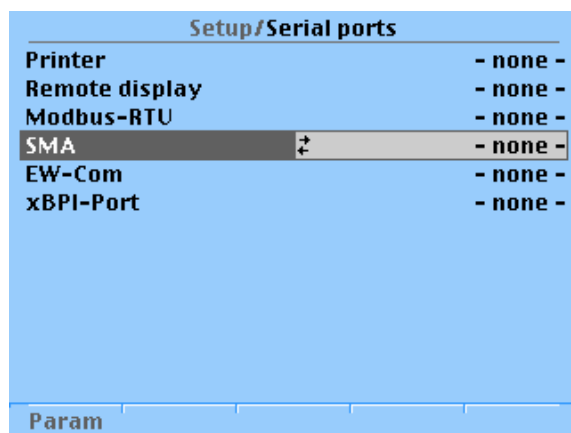 Setup/Serial ports
Printer - none -
Remote display - none -
Modbus-RTU - none -
SMA - none -
EW-Com - none -
xBPI-Port - none -
Param